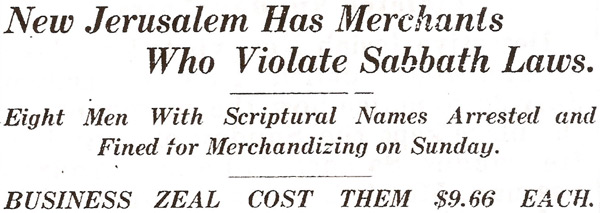 New Jerusalem Has Merchants
Who Violate Sabbath Laws.
Eight Men With Scriptural Names Arrested and
Fined for Merchandizing on Sunday.
BUSINESS ZEAL COST THEM $9.66 EACH.